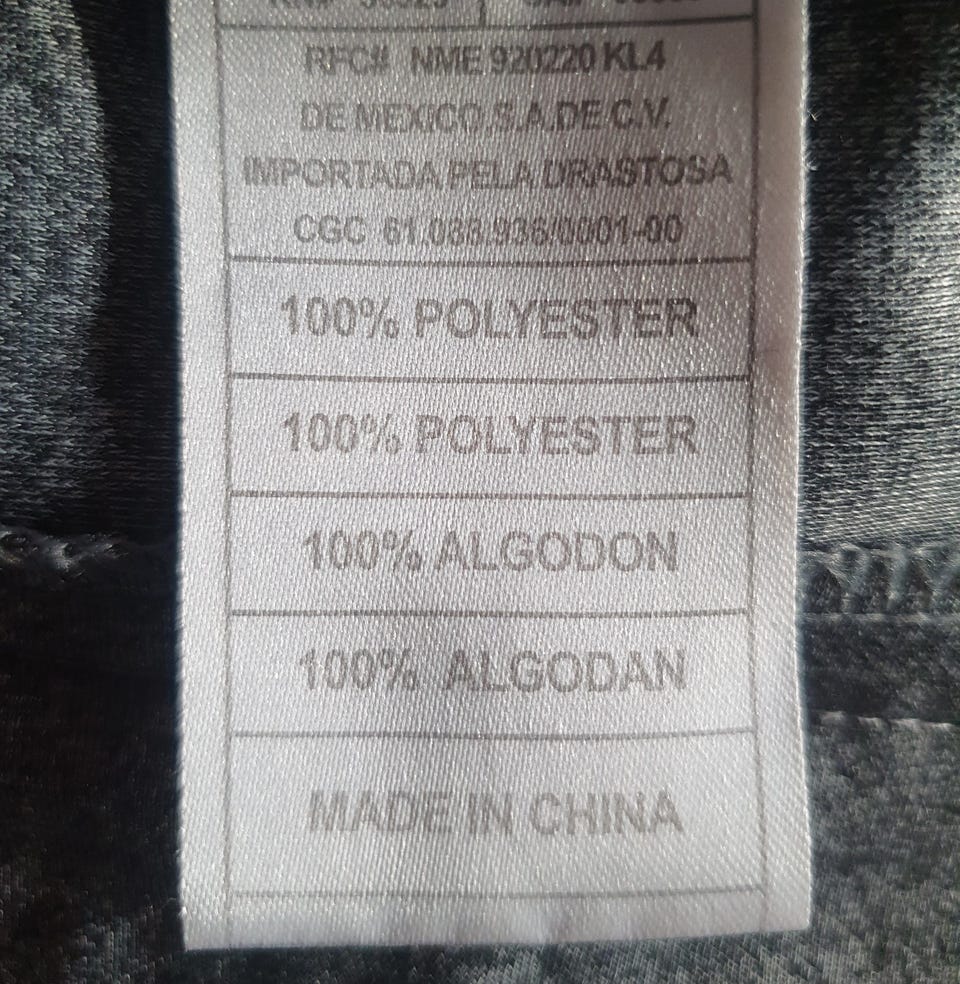 RFC# NME 920220 KL4
DE MEXICO.S.A.DE C.V.
IMPORTADA PELA DRASTOSA
CGC 61.088.936/0001-00
100% POLYESTER
100% POLYESTER
100% ALGODON
100% ALGODAN
MADE IN CHINA